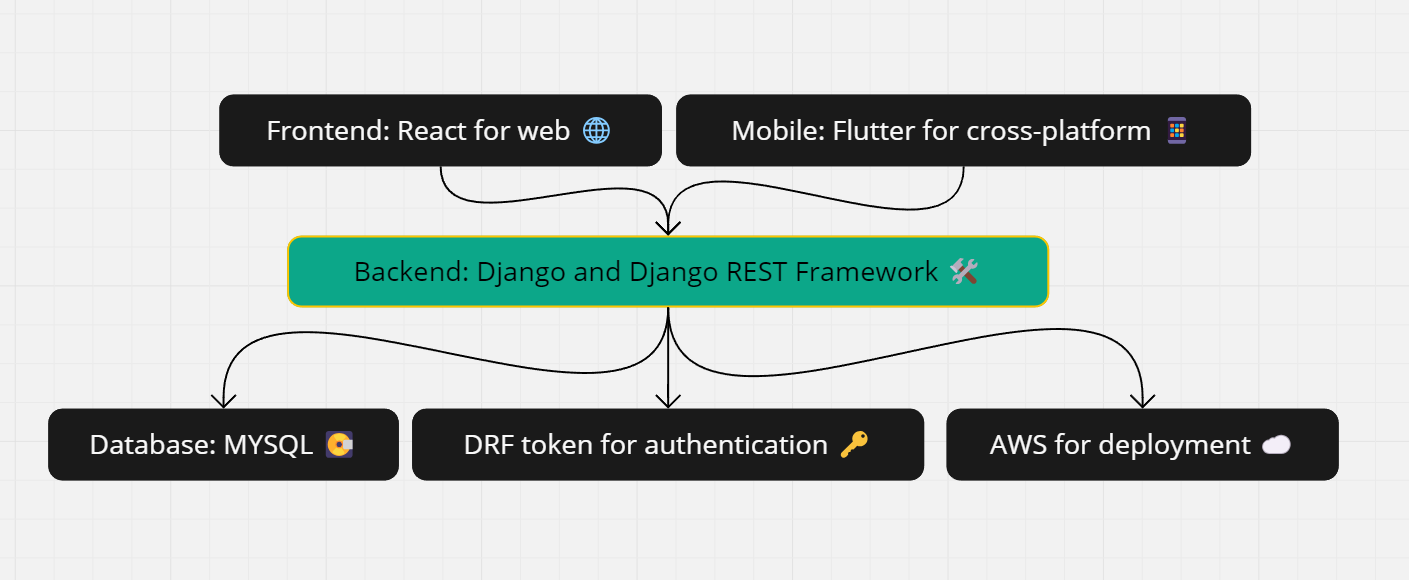 Frontend: React for web 🌐
Mobile: Flutter for cross-platform 📱
Backend: Django and Django REST Framework 🛠
Database: MYSQL 💽
DRF token for authentication 🔑
AWS for deployment ☁